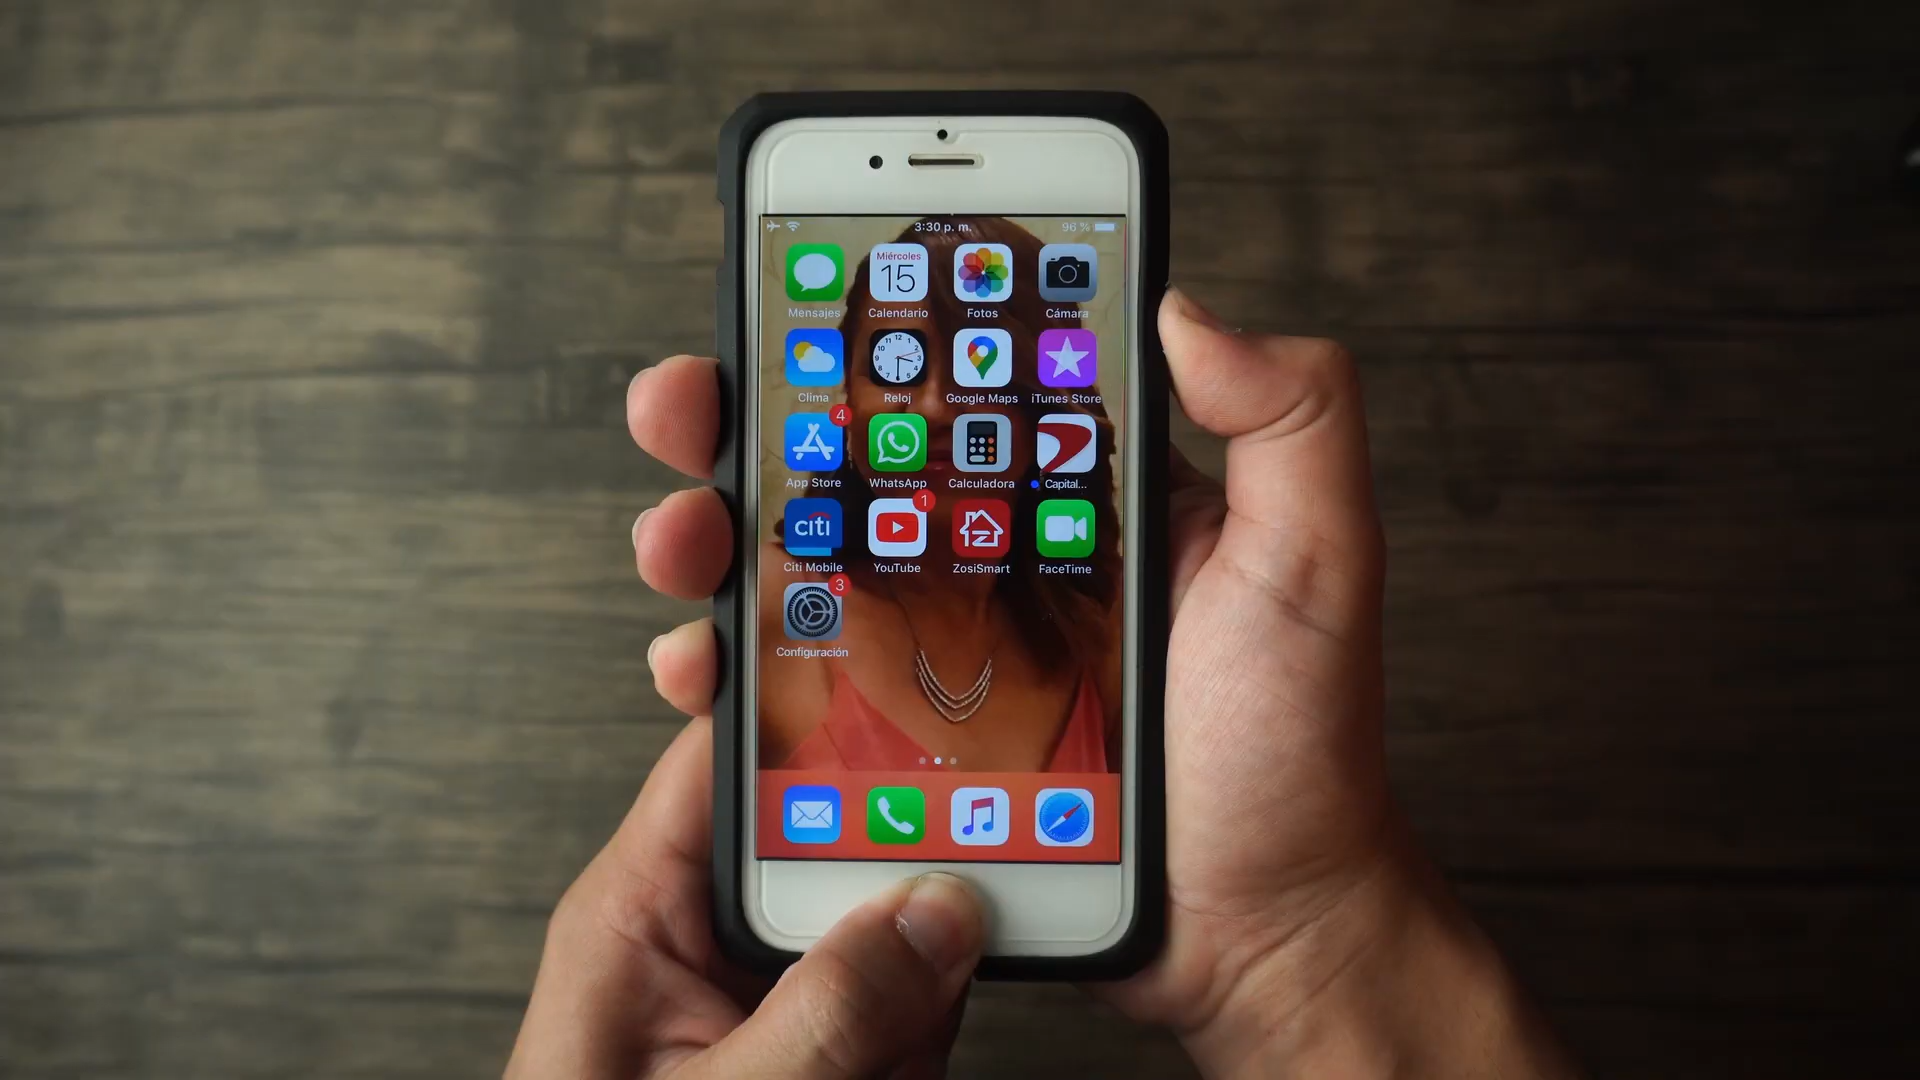 3:30 p. m.
96 %
Miércoles
15
Mensajes
Calendario
Fotos
Cámara
Clima
Reloj
Google Maps
iTunes Store
4
App Store
WhatsApp
Calculadora
Capital...
citi
1
Citi Mobile
YouTube
ZosiSmart
FaceTime
3
Configuración